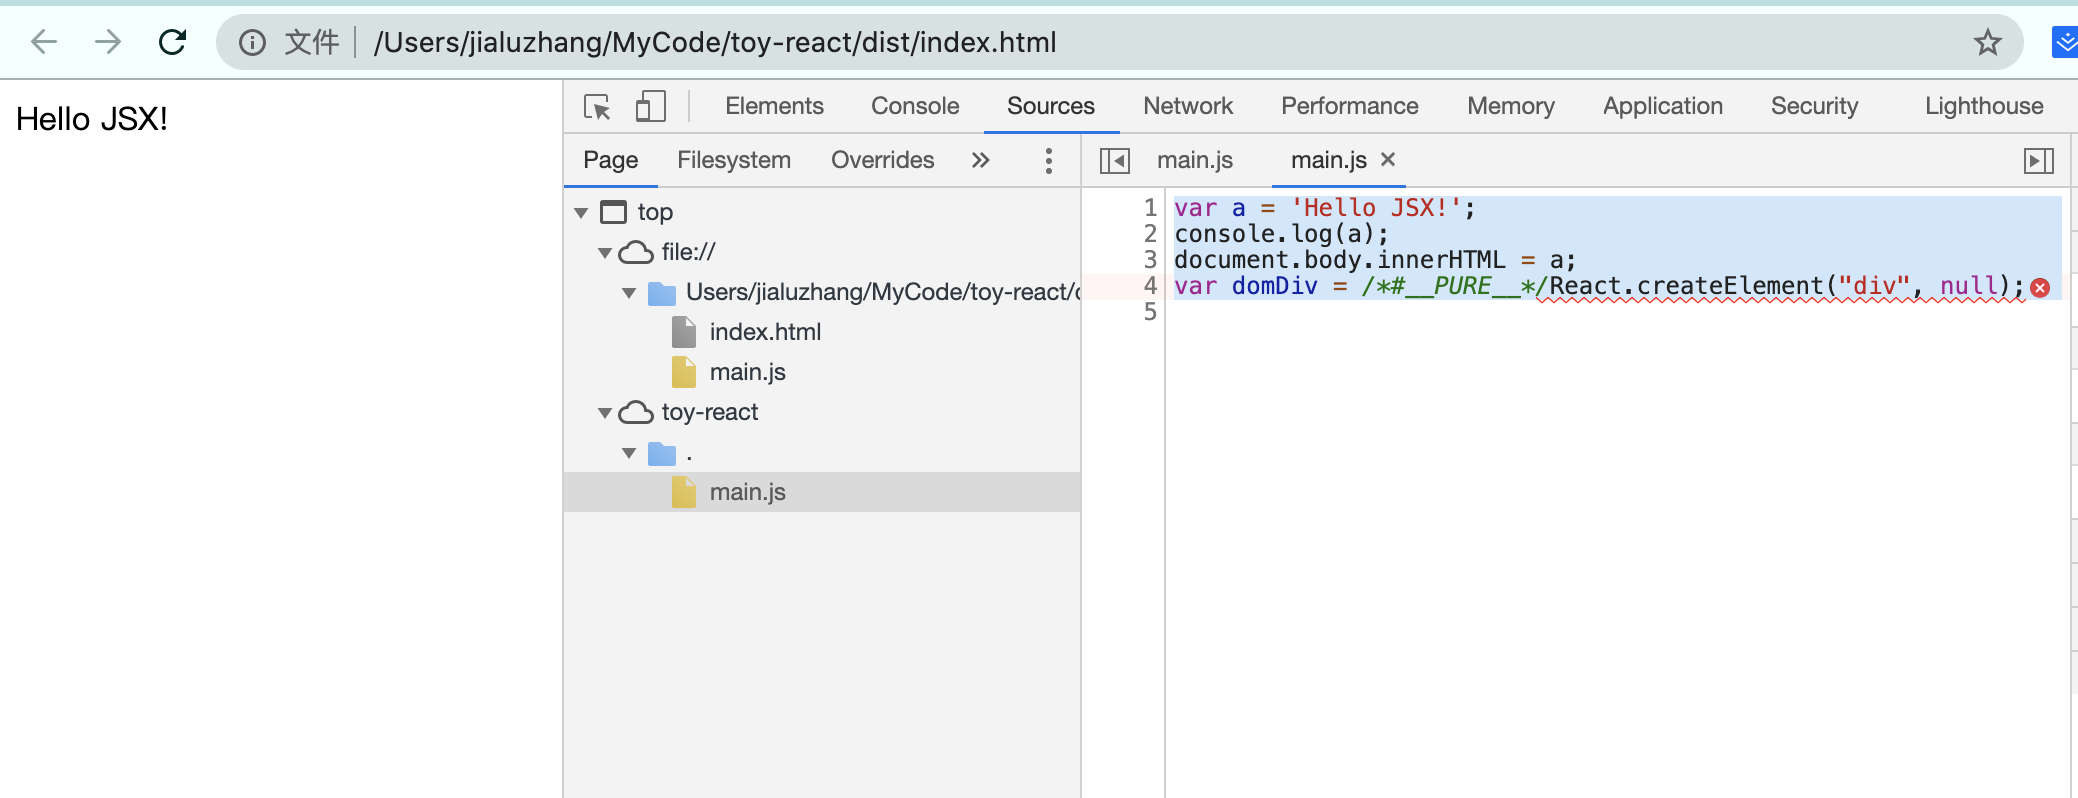 文件 /Users/jialuzhang/MyCode/toy-react/dist/index.html
Hello JSX!
Elements Console Sources Network Performance Memory Application Security Lighthouse
Page Filesystem Overrides
main.js main.js
top
file://
Users/jialuzhang/MyCode/toy-react/
index.html
main.js
toy-react
.
main.js
1 var a = 'Hello JSX!';
2 console.log(a);
3 document.body.innerHTML = a;
4 var domDiv = /*#__PURE__*/React.createElement("div", null);
5